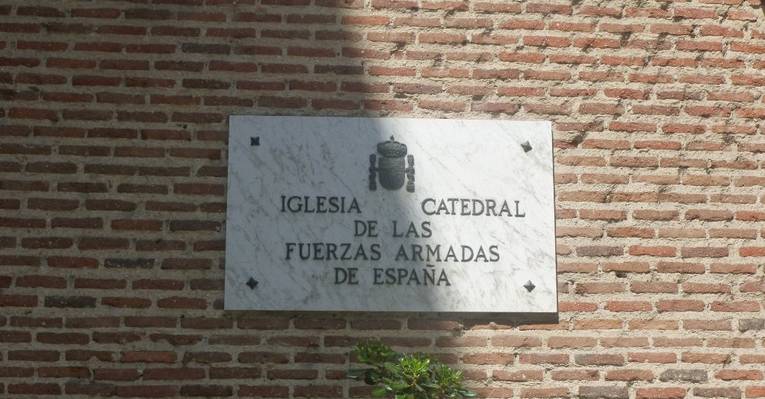 IGLESIA CATEDRAL
DE LAS
FUERZAS ARMADAS
DE ESPAÑA